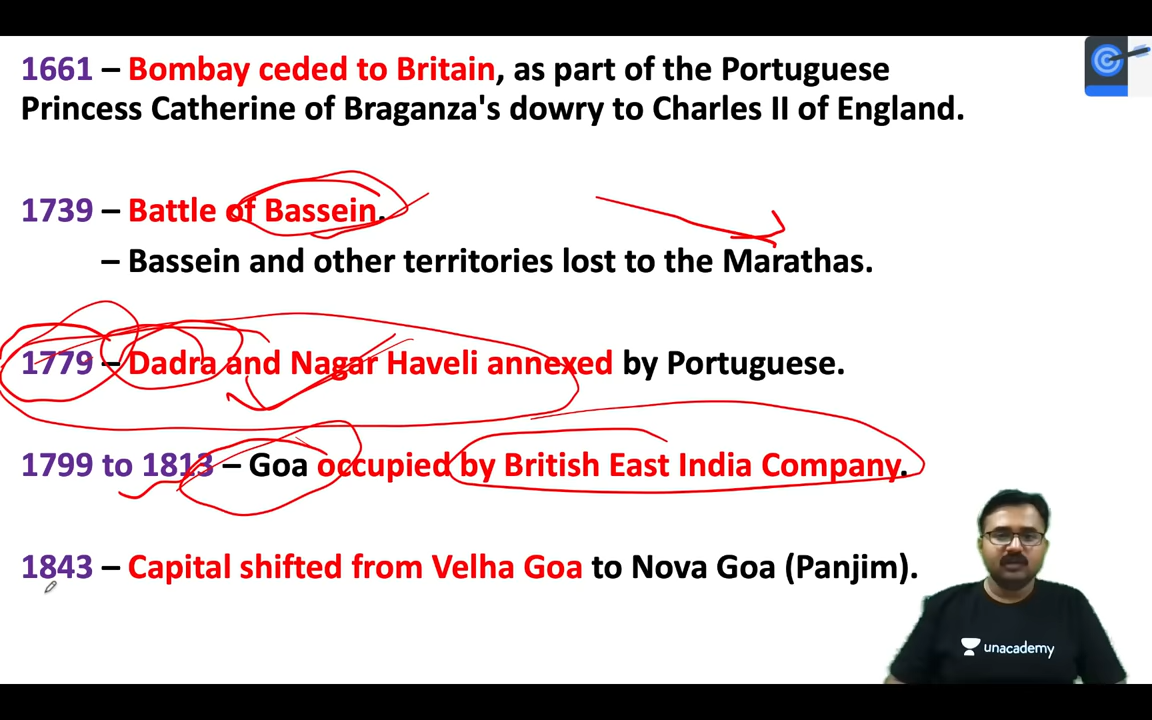 1661 – Bombay ceded to Britain, as part of the Portuguese
Princess Catherine of Braganza's dowry to Charles II of England.
1739 – Battle of Bassein.
– Bassein and other territories lost to the Marathas.
1779 – Dadra and Nagar Haveli annexed by Portuguese.
1799 to 1813 – Goa occupied by British East India Company.
1843 – Capital shifted from Velha Goa to Nova Goa (Panjim).
unacademy